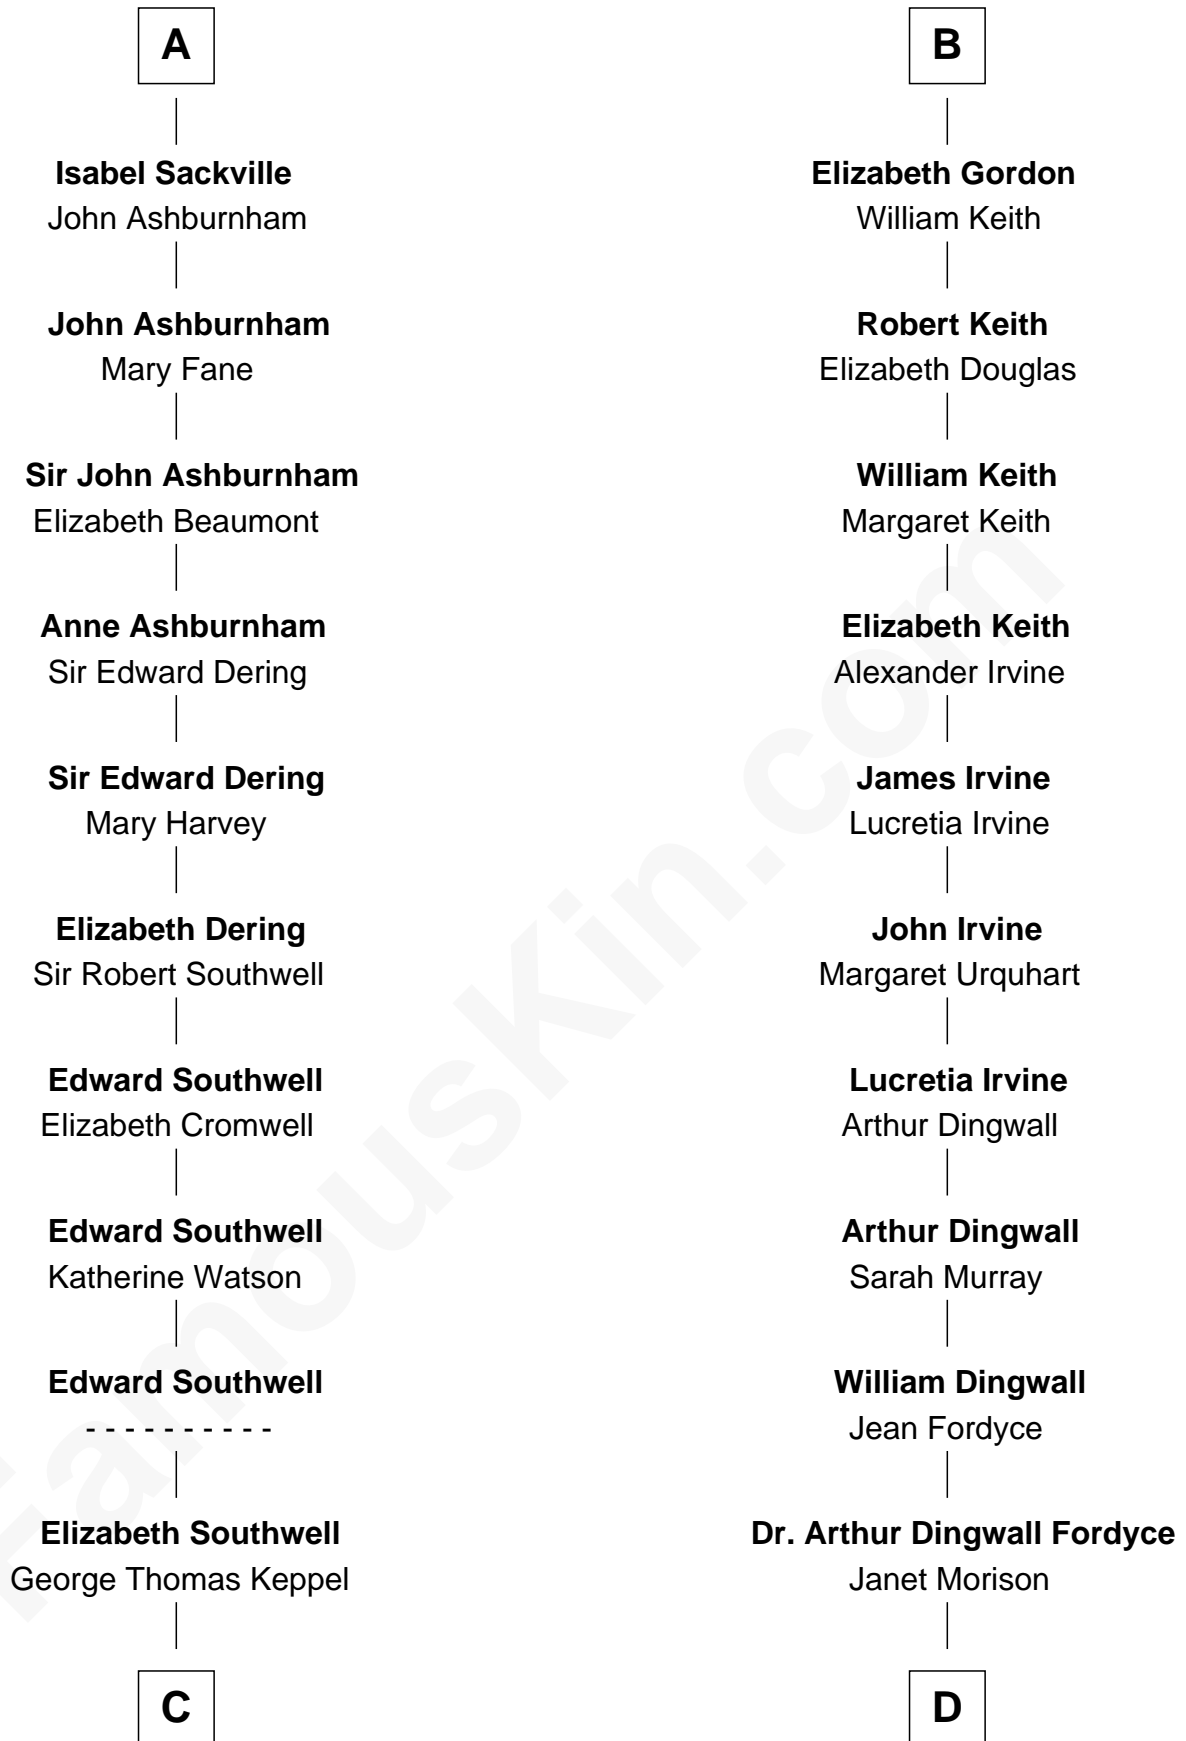 A
Isabel Sackville
John Ashburnham
John Ashburnham
Mary Fane
Sir John Ashburnham
Elizabeth Beaumont
Anne Ashburnham
Sir Edward Dering
Sir Edward Dering
Mary Harvey
Elizabeth Dering
Sir Robert Southwell
Edward Southwell
Elizabeth Cromwell
Edward Southwell
Katherine Watson
Edward Southwell
- - - - - - - - - -
Elizabeth Southwell
George Thomas Keppel
C
B
Elizabeth Gordon
William Keith
Robert Keith
Elizabeth Douglas
William Keith
Margaret Keith
Elizabeth Keith
Alexander Irvine
James Irvine
Lucretia Irvine
John Irvine
Margaret Urquhart
Lucretia Irvine
Arthur Dingwall
Arthur Dingwall
Sarah Murray
William Dingwall
Jean Fordyce
Dr. Arthur Dingwall Fordyce
Janet Morison
D
FamousKin.com